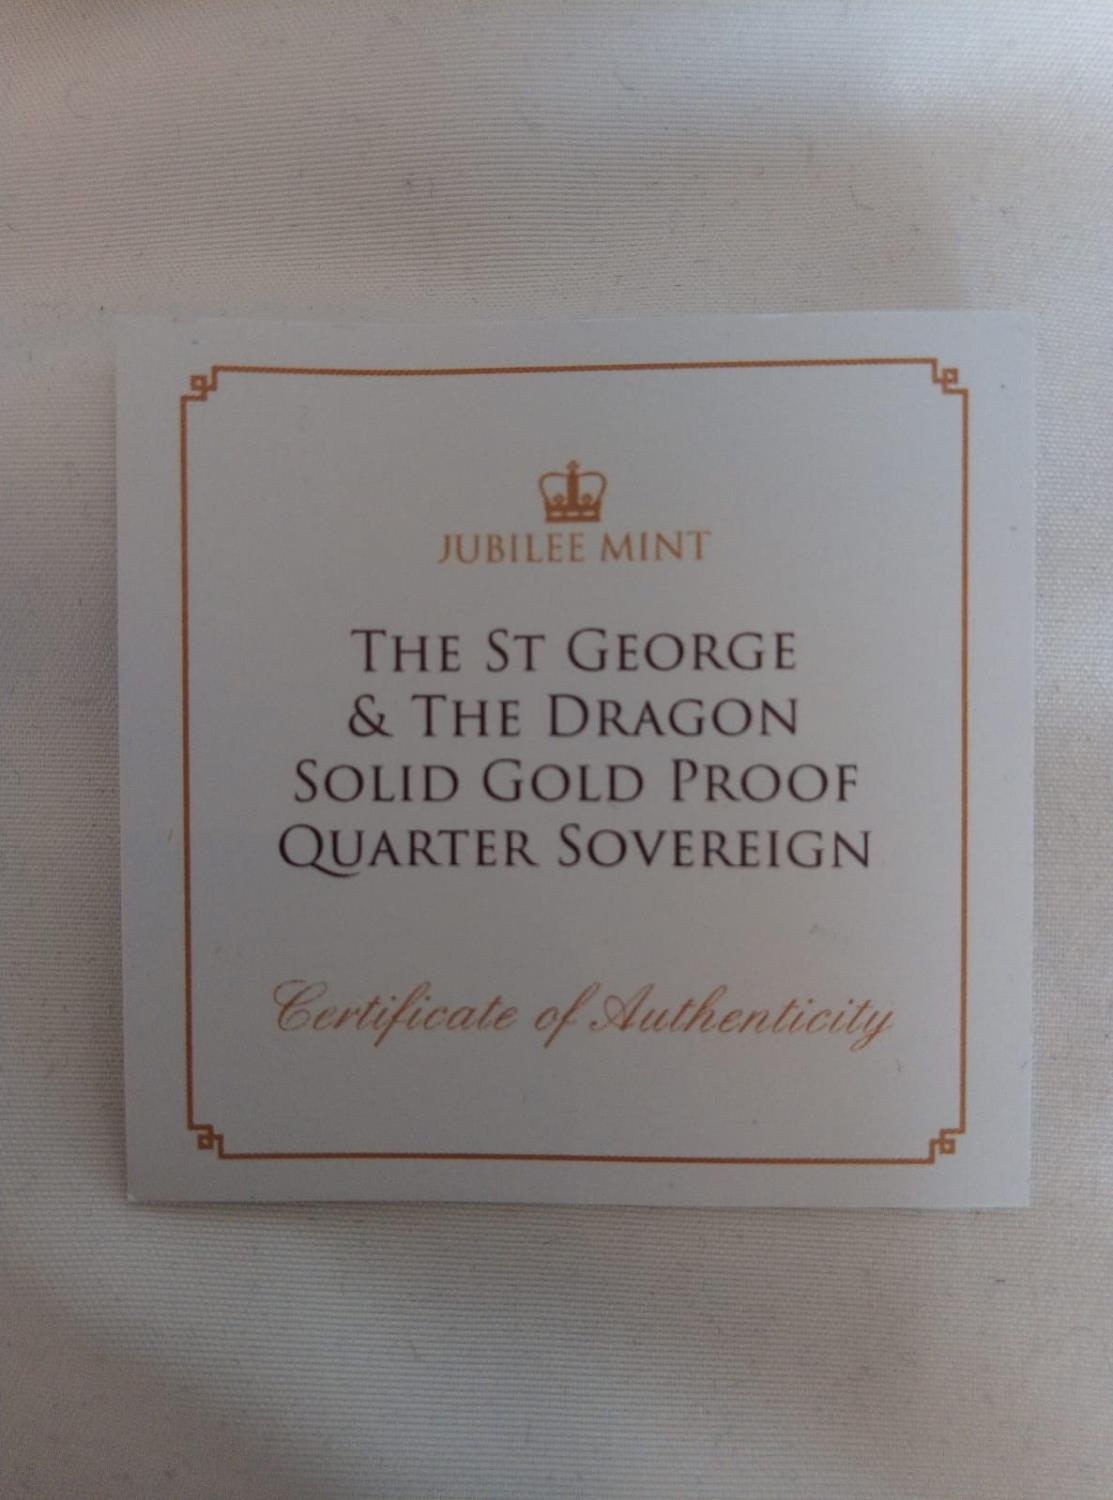 JUBILEE MINT
THE ST GEORGE
& THE DRAGON
SOLID GOLD PROOF
QUARTER SOVEREIGN
Certificate of Authenticity